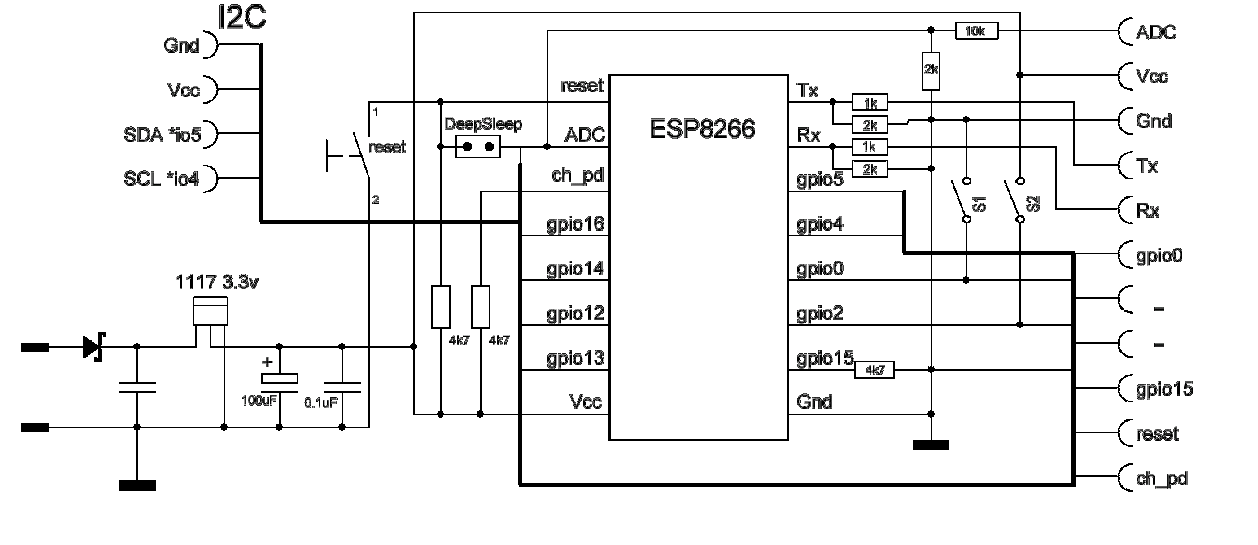 I2C
Gnd
Vcc
SDA *io5
SCL *io4
1
reset
2
DeepSleep
1117 3.3v
+
100uF
0.1uF
4k7
4k7
ESP8266
reset
ADC
ch_pd
gpio16
gpio14
gpio12
gpio13
Vcc
Tx
Rx
gpio5
gpio4
gpio0
gpio2
gpio15
Gnd
10k
2k
1k
2k
1k
2k
4k7
S1
S2
ADC
Vcc
Gnd
Tx
Rx
gpio0
-
-
gpio15
reset
ch_pd